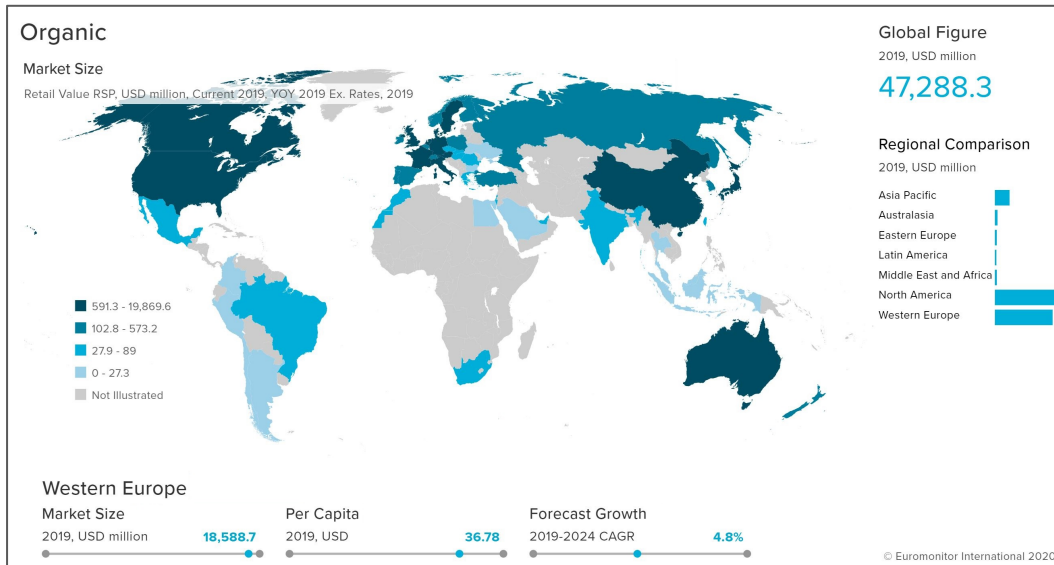 Organic
Market Size
Retail Value RSP, USD million, Current 2019, YOY 2019 Ex. Rates, 2019
591.3 - 19,869.6
102.8 - 573.2
27.9 - 89
0 - 27.3
Not Illustrated
Global Figure
2019, USD million
47,288.3
Regional Comparison
2019, USD million
Asia Pacific
Australasia
Eastern Europe
Latin America
Middle East and Africa
North America
Western Europe
Western Europe
Market Size
2019, USD million 18,588.7
Per Capita
2019, USD 36.78
Forecast Growth
2019-2024 CAGR 4.8%
© Euromonitor International 2020